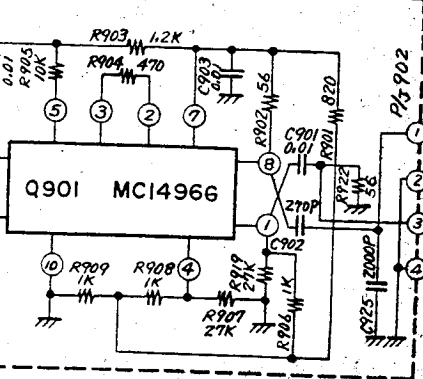 R903 1.2K
R904 470
0.01
R905
10K
C903
0.01
R902 56
820
R901
P/J 902
5
3
2
7
C901
0.01
8
R922
56
1
2
3
4
Q901 MC1496G
270P
1
C902
10
R909
1K
R908
1K
4
R907
27K
R919
27K
R906 1K
C925 2000P